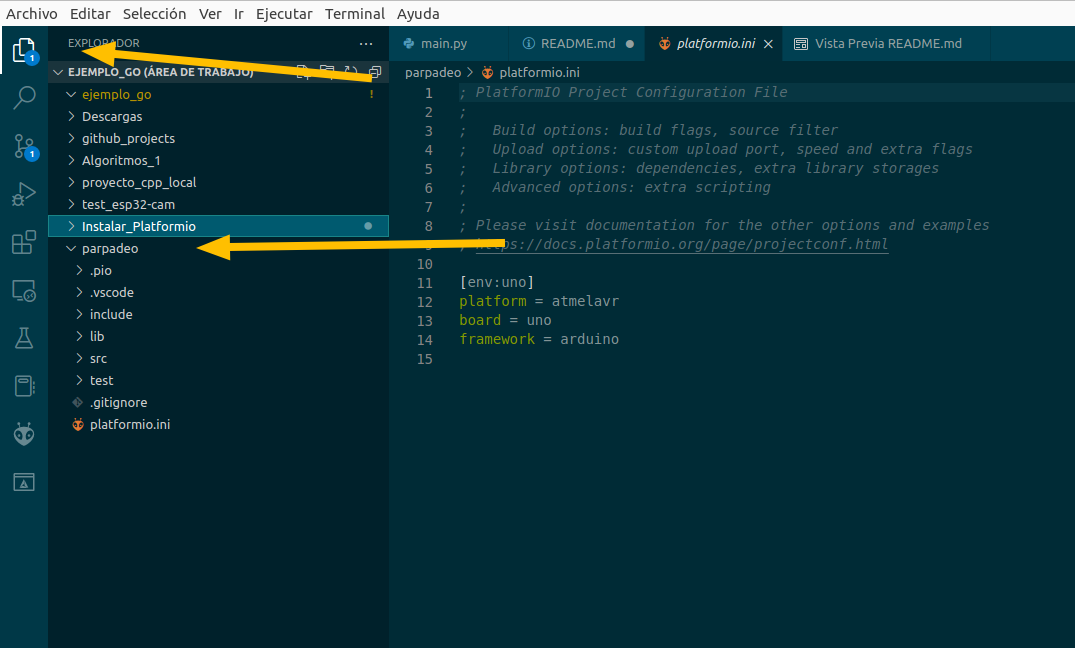 Archivo Editar Selección Ver Ir Ejecutar Terminal Ayuda
EXPLORADOR ···
EJEMPLO_GO (ÁREA DE TRABAJO)
ejemplo_go !
Descargas
github_projects
Algoritmos_1
proyecto_cpp_local
test_esp32-cam
Instalar_Platformio
parpadeo
.pio
.vscode
include
lib
src
test
.gitignore
platformio.ini
1
1
main.py README.md platformio.ini Vista Previa README.md
parpadeo > platformio.ini
1 ; PlatformIO Project Configuration File
2 ;
3 ;   Build options: build flags, source filter
4 ;   Upload options: custom upload port, speed and extra flags
5 ;   Library options: dependencies, extra library storages
6 ;   Advanced options: extra scripting
7 ;
8 ; Please visit documentation for the other options and examples
9 ; https://docs.platformio.org/page/projectconf.html
10
11 [env:uno]
12 platform = atmelavr
13 board = uno
14 framework = arduino
15